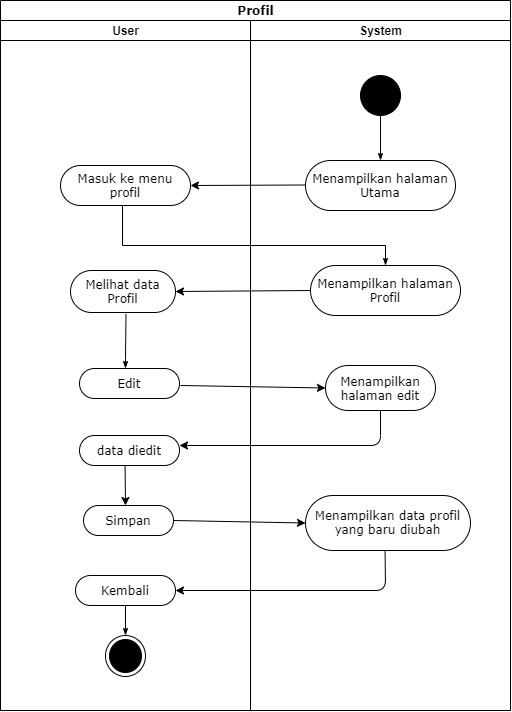 Profil
User
System
Menampilkan halaman
Utama
Masuk ke menu
profil
Menampilkan halaman
Profil
Melihat data
Profil
Edit
Menampilkan
halaman edit
data diedit
Simpan
Menampilkan data profil
yang baru diubah
Kembali